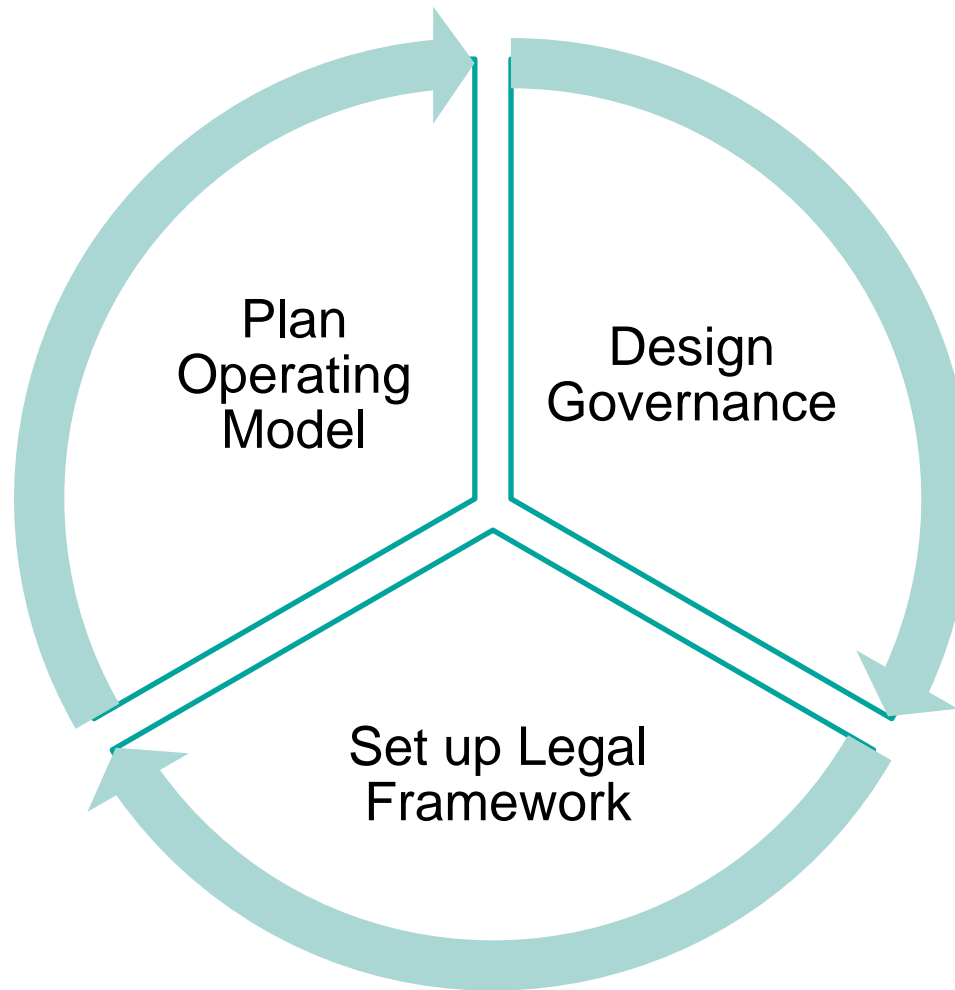 Plan
Operating
Model
Design
Governance
Set up Legal
Framework